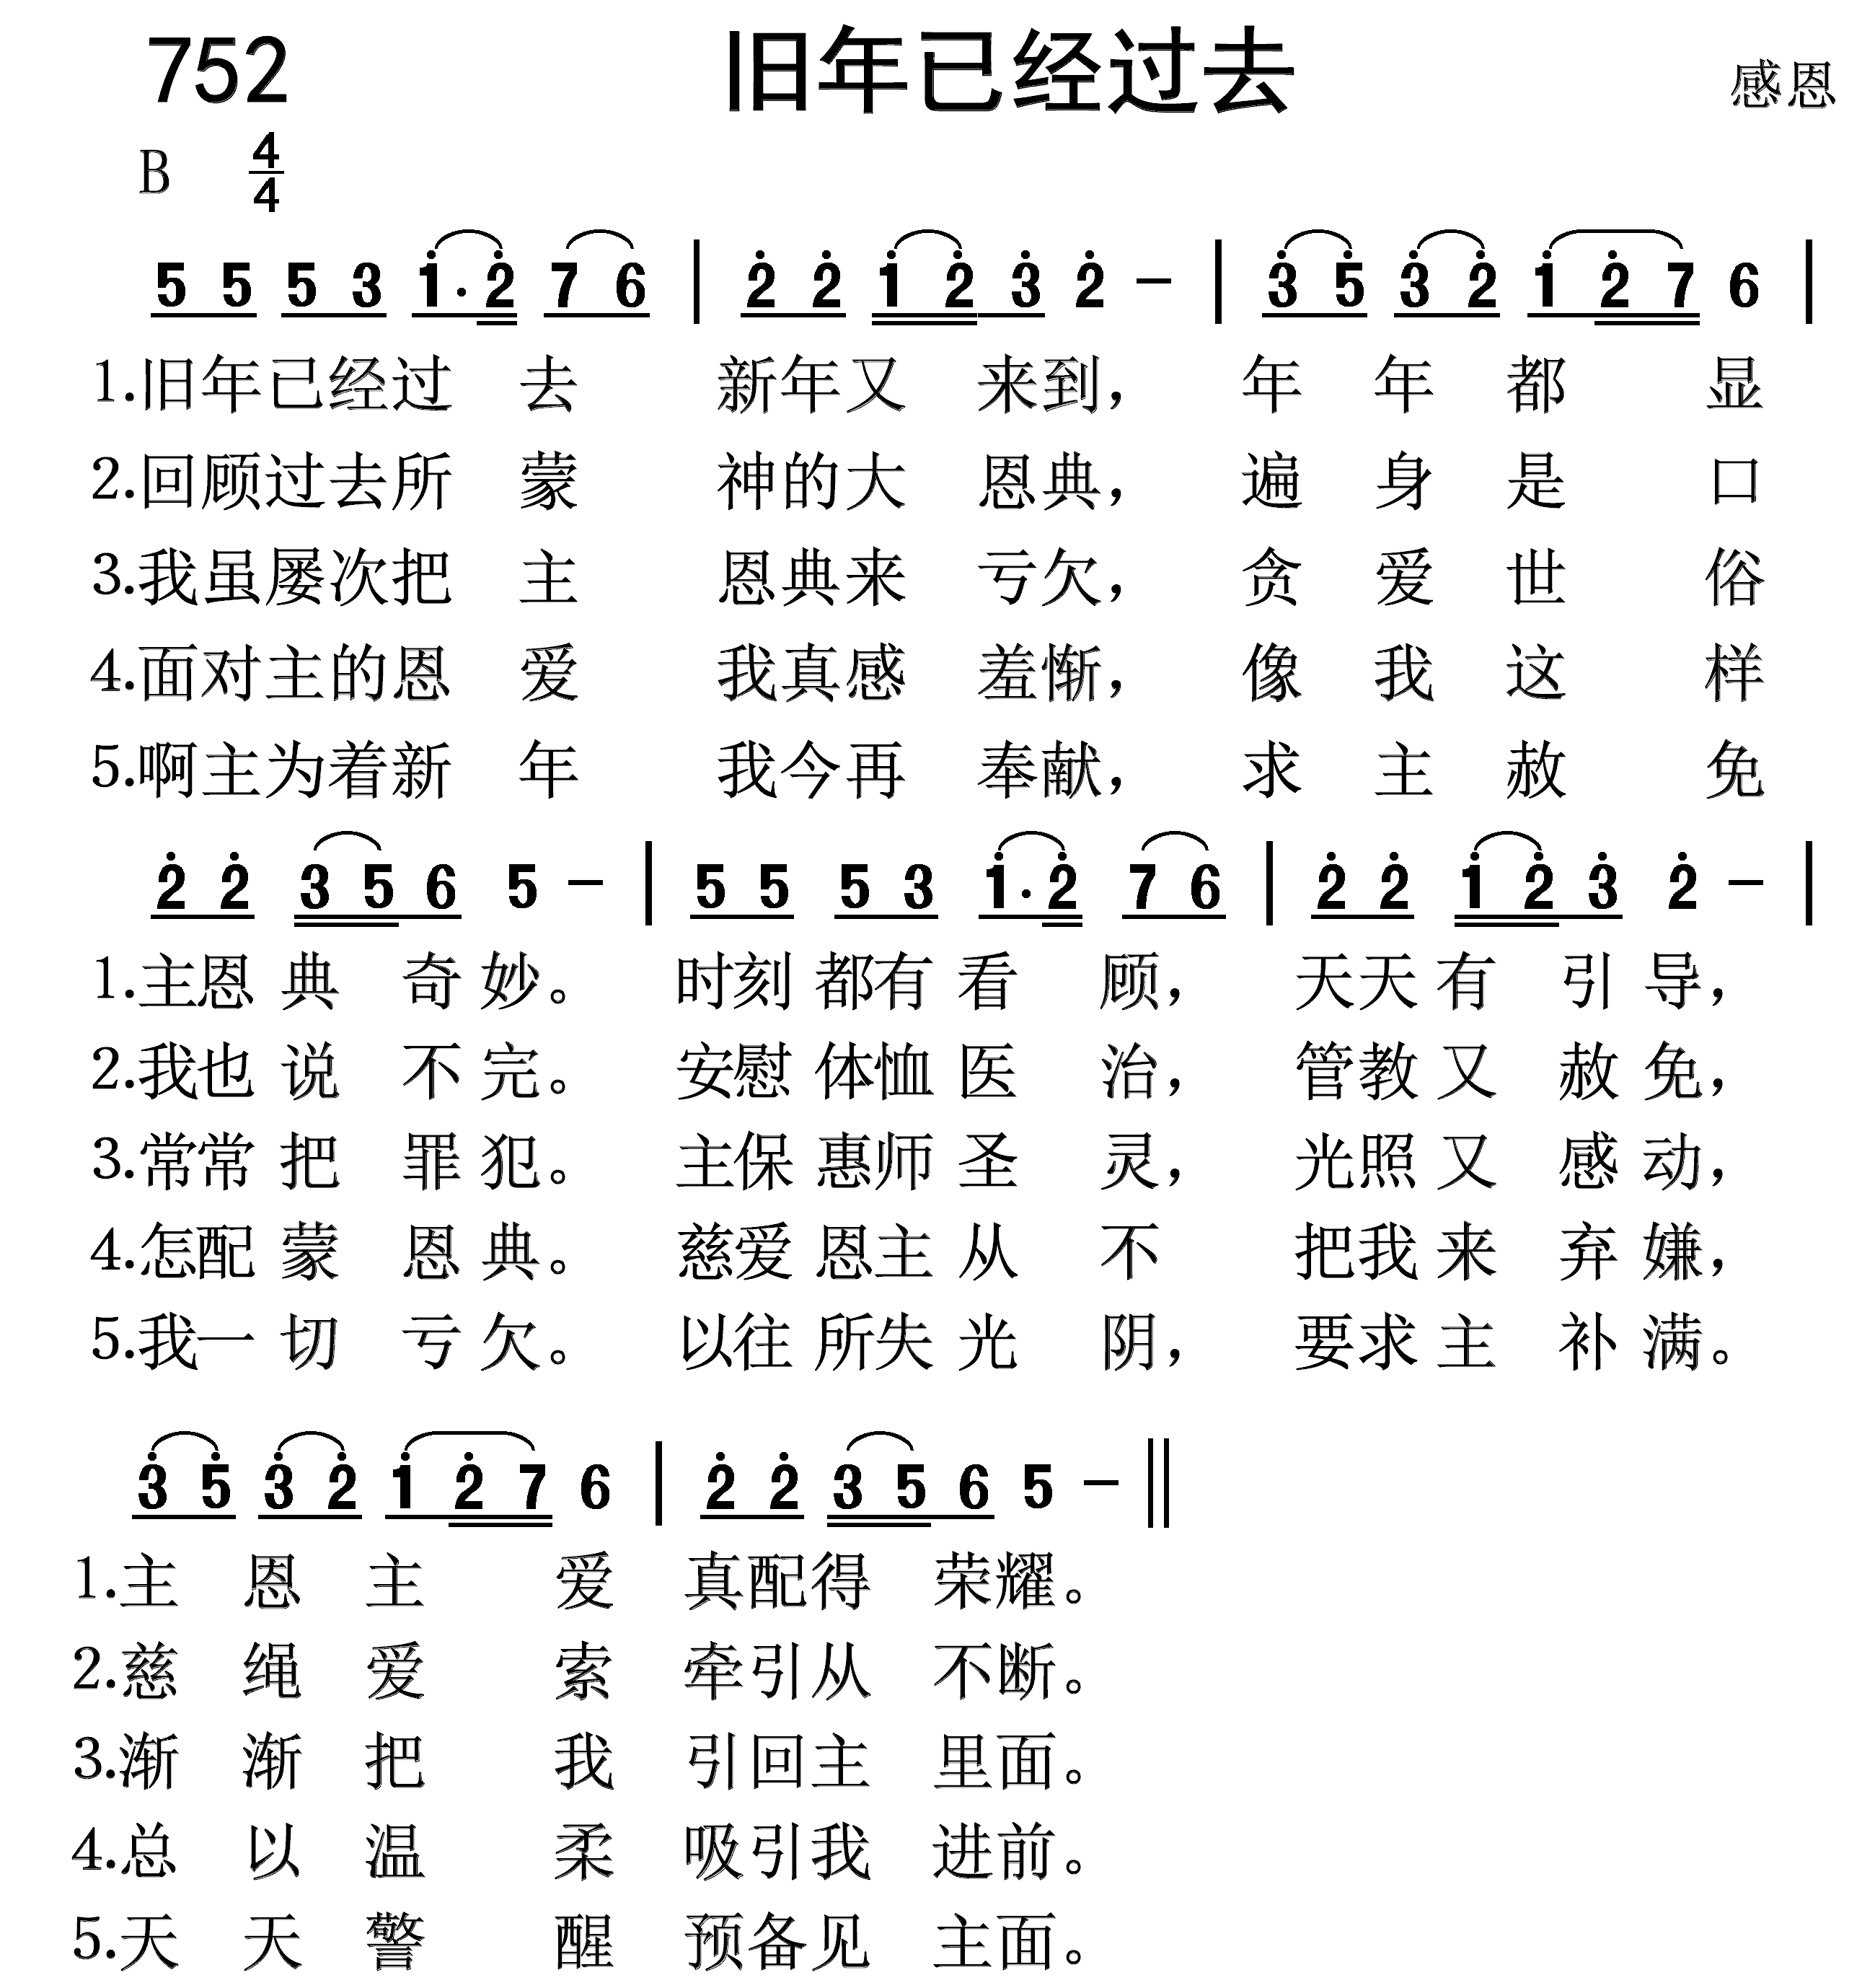 752 旧年已经过去 感恩
B 4/4
5 5 5 3 1̇·2̇ 7 6 | 2̇ 2̇ 1̇ 2̇ 3̇ 2̇ – | 3̇ 5̇ 3̇ 2̇ 1̇ 2̇ 7 6 |
1.旧年已经过 去 新年又 来到， 年 年 都 显
2.回顾过去所 蒙 神的大 恩典， 遍 身 是 口
3.我虽屡次把 主 恩典来 亏欠， 贪 爱 世 俗
4.面对主的恩 爱 我真感 羞惭， 像 我 这 样
5.啊主为着新 年 我今再 奉献， 求 主 赦 免
2̇ 2̇ 3 5 6 5 – | 5 5 5 3 1̇·2̇ 7 6 | 2̇ 2̇ 1̇ 2̇ 3̇ 2̇ – |
1.主恩 典 奇 妙。 时刻 都有 看 顾， 天天 有 引 导，
2.我也 说 不 完。 安慰 体恤 医 治， 管教 又 赦 免，
3.常常 把 罪 犯。 主保 惠师 圣 灵， 光照 又 感 动，
4.怎配 蒙 恩 典。 慈爱 恩主 从 不 把我 来 弃 嫌，
5.我一 切 亏 欠。 以往 所失 光 阴， 要求 主 补 满。
3̇ 5̇ 3̇ 2̇ 1̇ 2̇ 7 6 | 2̇ 2̇ 3 5 6 5 – ‖
1.主 恩 主 爱 真配得 荣耀。
2.慈 绳 爱 索 牵引从 不断。
3.渐 渐 把 我 引回主 里面。
4.总 以 温 柔 吸引我 进前。
5.天 天 警 醒 预备见 主面。